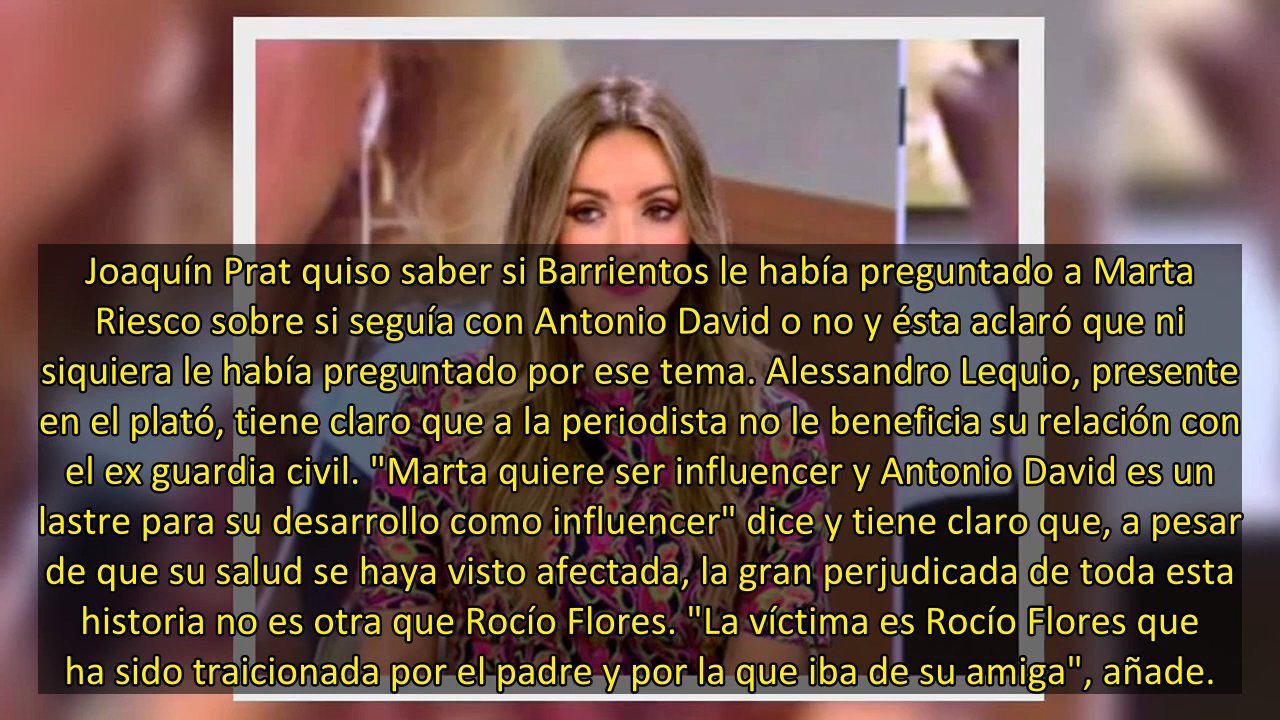 Joaquín Prat quiso saber si Barrientos le había preguntado a Marta
Riesco sobre si seguía con Antonio David o no y ésta aclaró que ni
siquiera le había preguntado por ese tema. Alessandro Lequio, presente
en el plató, tiene claro que a la periodista no le beneficia su relación con
el ex guardia civil. "Marta quiere ser influencer y Antonio David es un
lastre para su desarrollo como influencer" dice y tiene claro que, a pesar
de que su salud se haya visto afectada, la gran perjudicada de toda esta
historia no es otra que Rocío Flores. "La víctima es Rocío Flores que
ha sido traicionada por el padre y por la que iba de su amiga", añade.